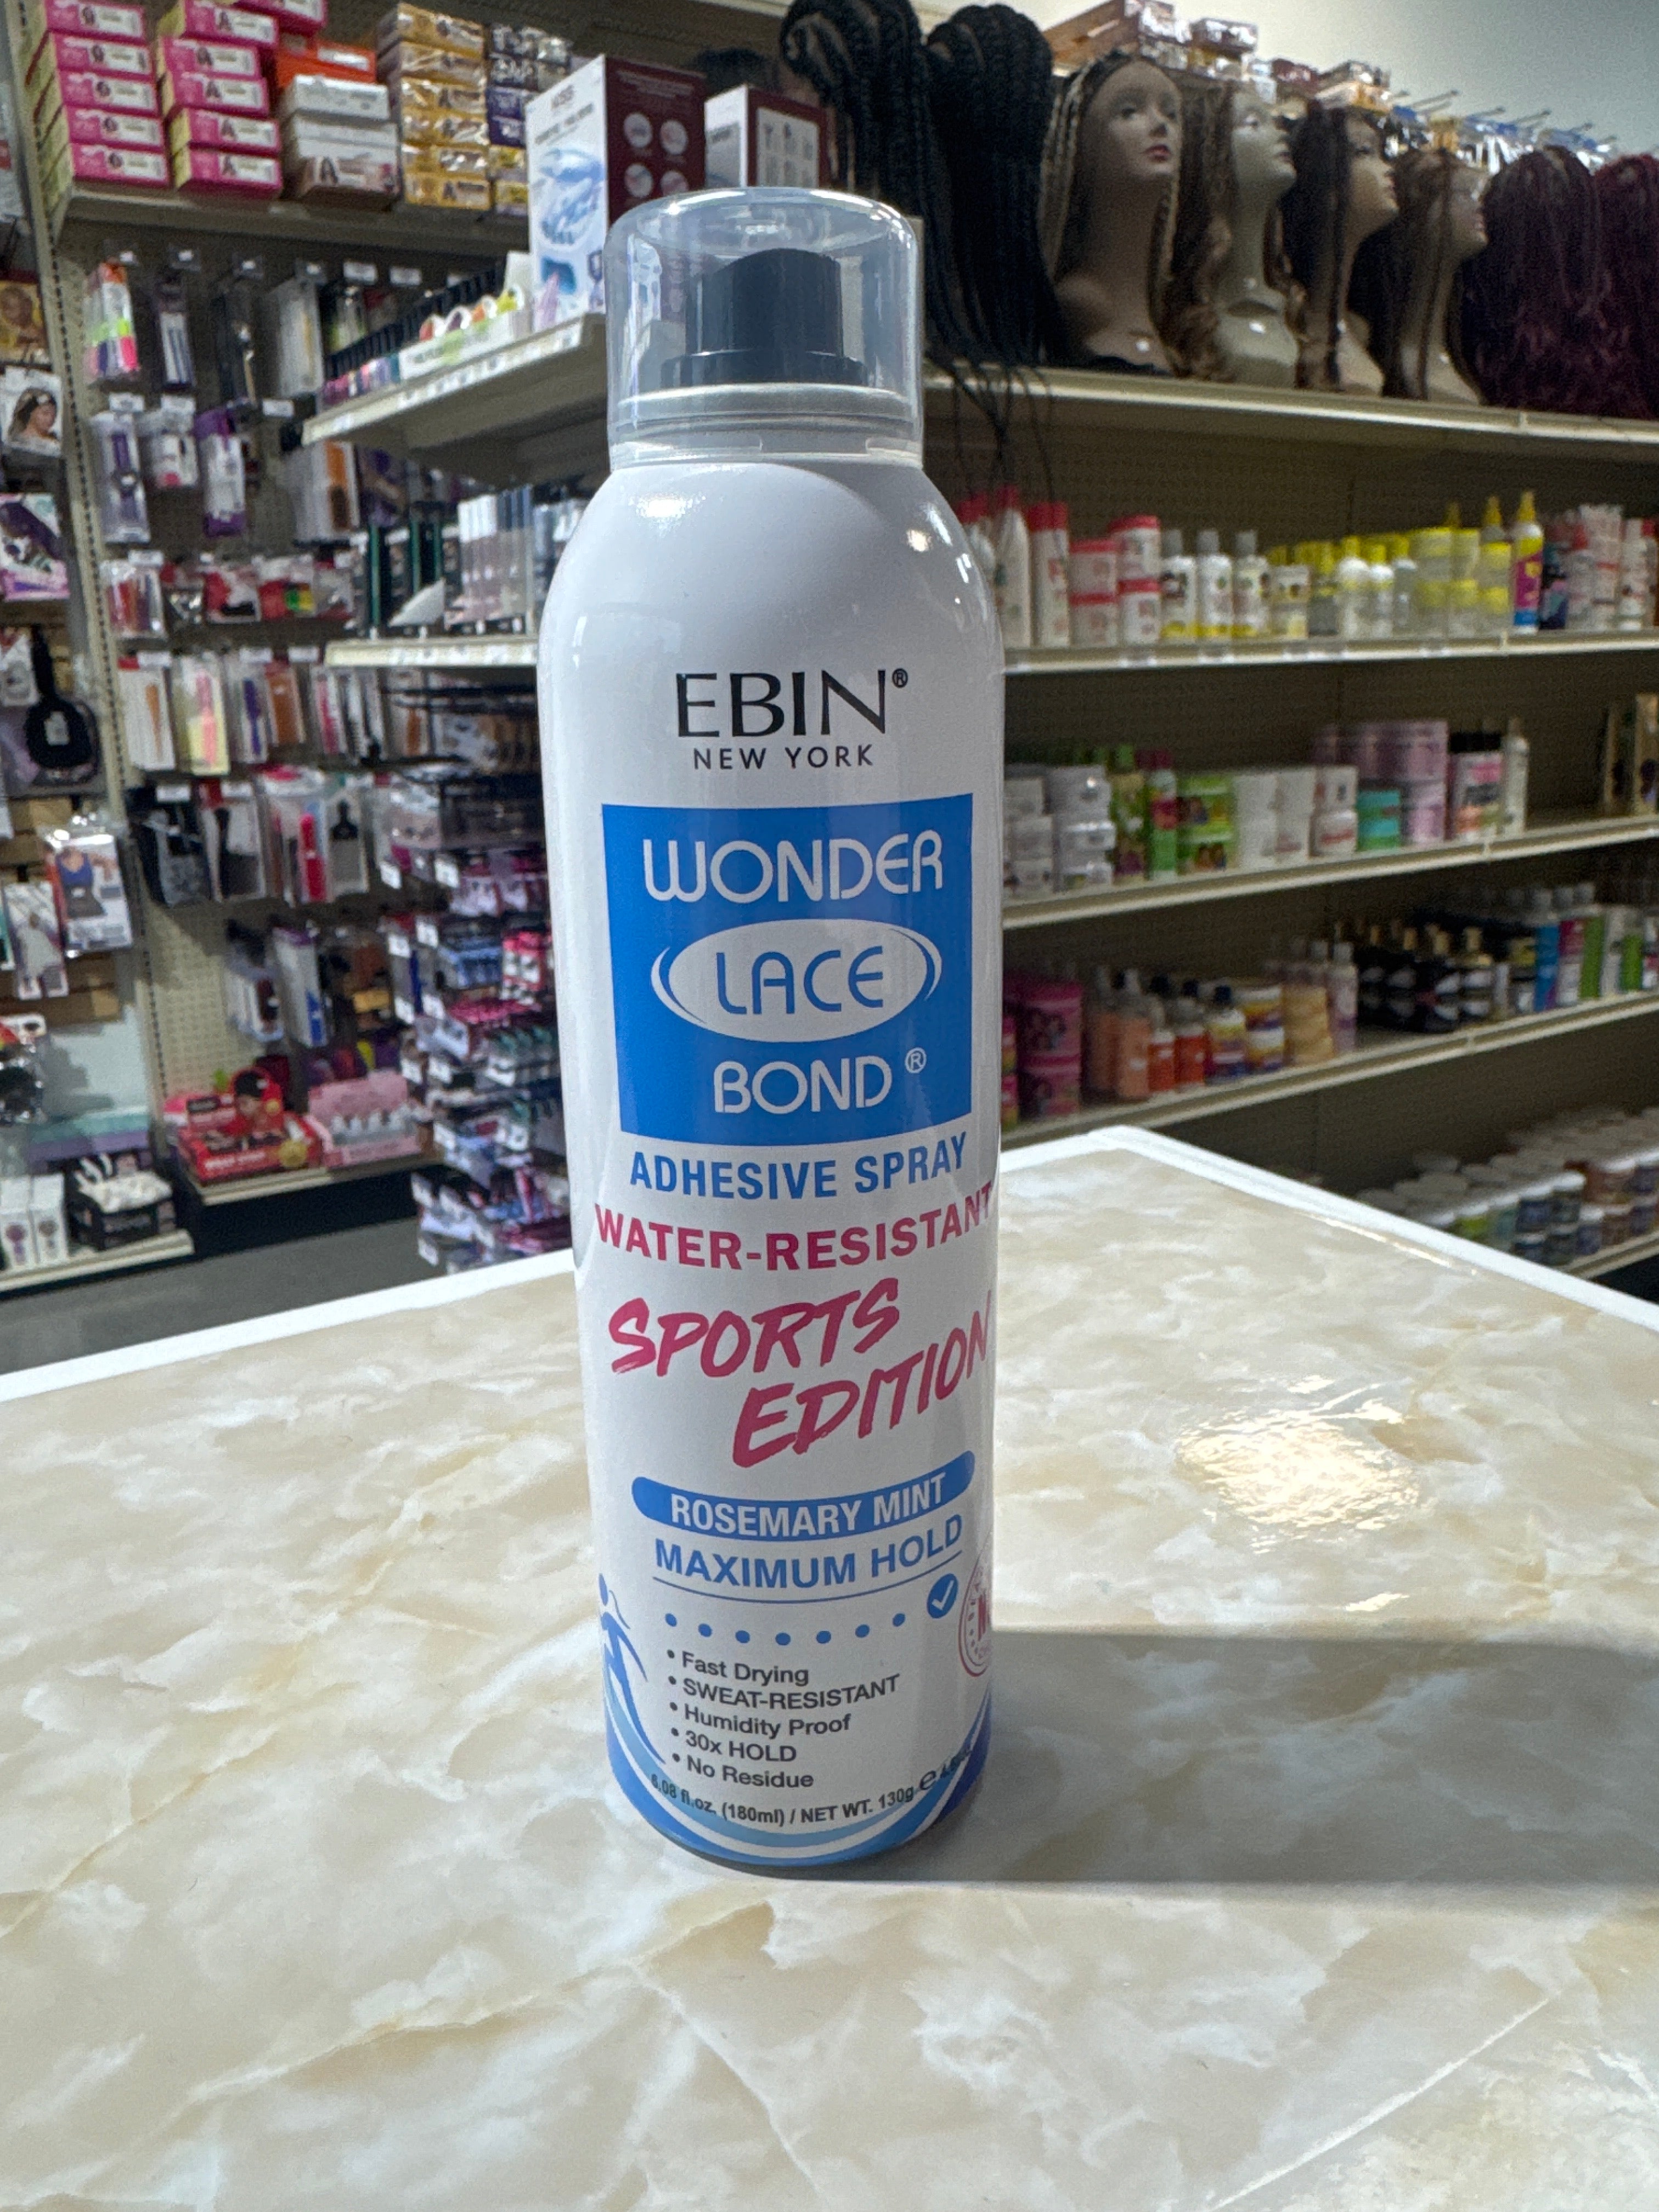 EBIN®
NEW YORK
WONDER
LACE
BOND®
ADHESIVE SPRAY
WATER-RESISTANT
SPORTS
EDITION
ROSEMARY MINT
MAXIMUM HOLD
• Fast Drying
• SWEAT-RESISTANT
• Humidity Proof
• 30x HOLD
• No Residue
6.08 fl.oz. (180ml) / NET WT. 130g ℮